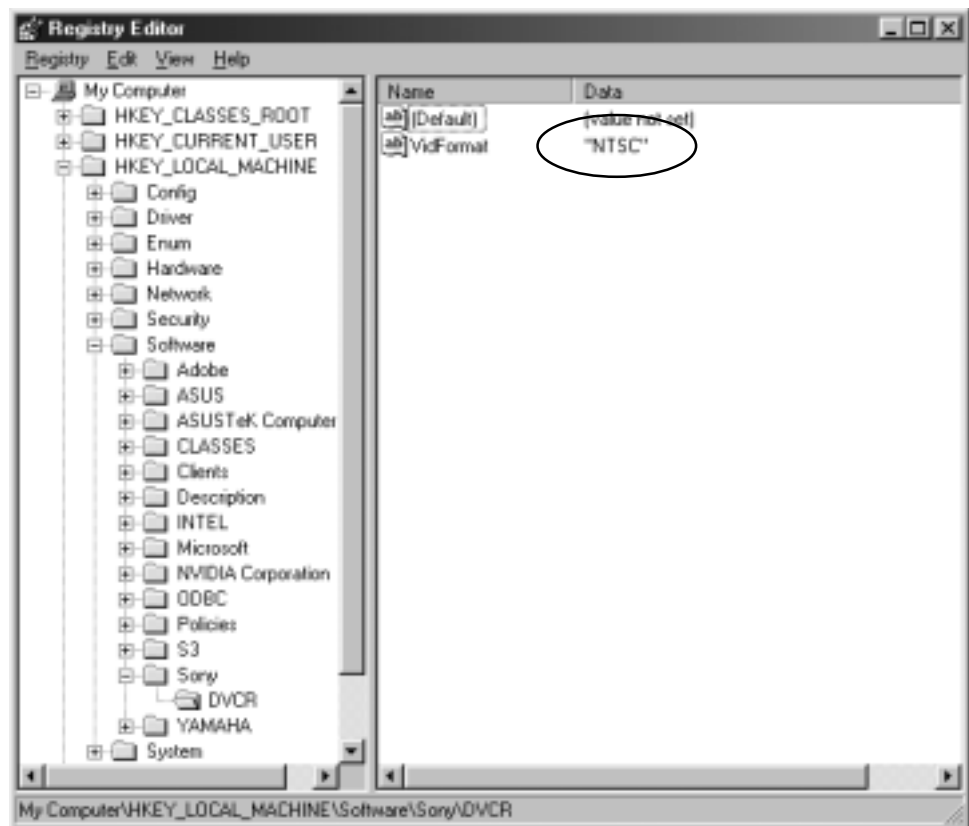 Registry Editor
Registry Edit View Help
My Computer
HKEY_CLASSES_ROOT
HKEY_CURRENT_USER
HKEY_LOCAL_MACHINE
Config
Driver
Enum
Hardware
Network
Security
Software
Adobe
ASUS
ASUSTeK Computer
CLASSES
Clients
Description
INTEL
Microsoft
NVIDIA Corporation
ODBC
Policies
S3
Sony
DVCR
YAMAHA
System
Name Data
ab (Default) (value not set)
ab VidFormat "NTSC"
My Computer\HKEY_LOCAL_MACHINE\Software\Sony\DVCR